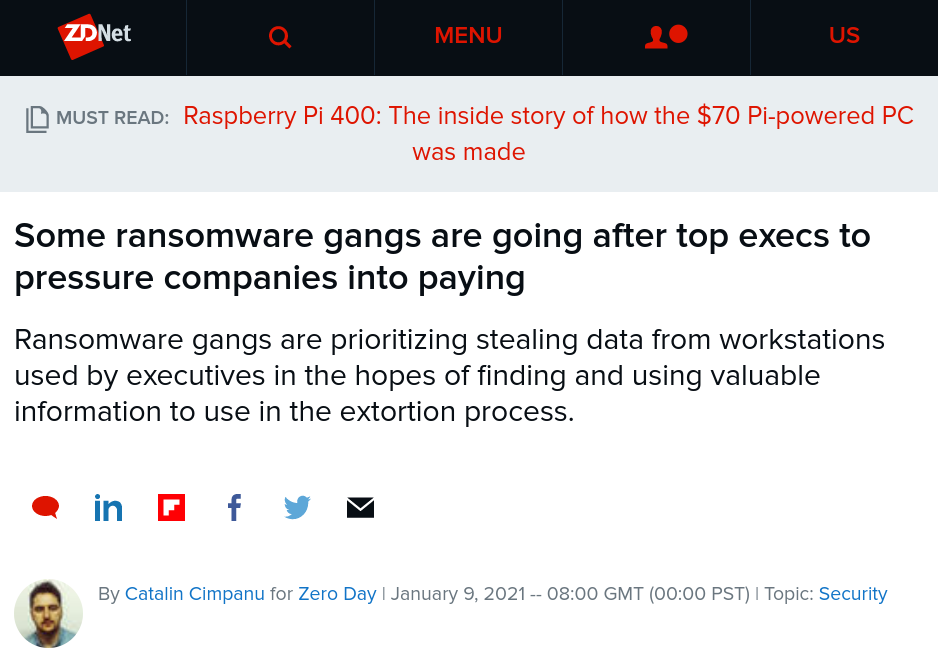 ZDNet
MENU
US
MUST READ: Raspberry Pi 400: The inside story of how the $70 Pi-powered PC
was made
Some ransomware gangs are going after top execs to
pressure companies into paying
Ransomware gangs are prioritizing stealing data from workstations
used by executives in the hopes of finding and using valuable
information to use in the extortion process.
in
f
By Catalin Cimpanu for Zero Day | January 9, 2021 -- 08:00 GMT (00:00 PST) | Topic: Security